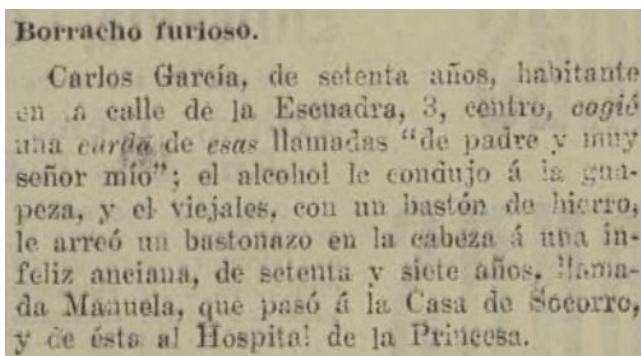 Borracho furioso.
Carlos García, de setenta años, habitante
en a calle de la Escuadra, 3, centro, cogió
una curda de esas llamadas "de padre y muy
señor mío"; el alcohol le condujo á la gua-
peza, y el viejales, con un bastón de hierro,
le arreó un bastonazo en la cabeza á una in-
feliz anciana, de setenta y siete años, llama-
da Manuela, que pasó á la Casa de Socorro,
y de ésta al Hospital de la Princesa.